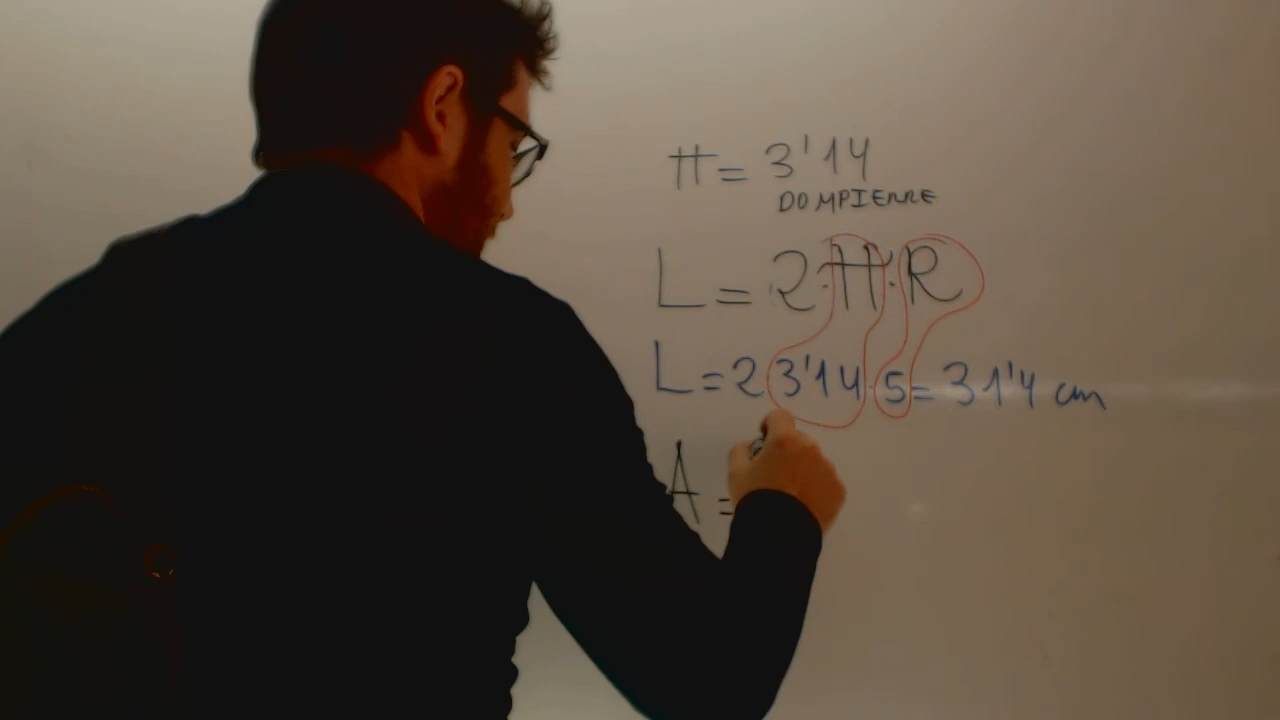 π = 3'14
DOMPIERRE
L = 2·π·R
L = 2 3'14·5 = 31'4 cm
A =